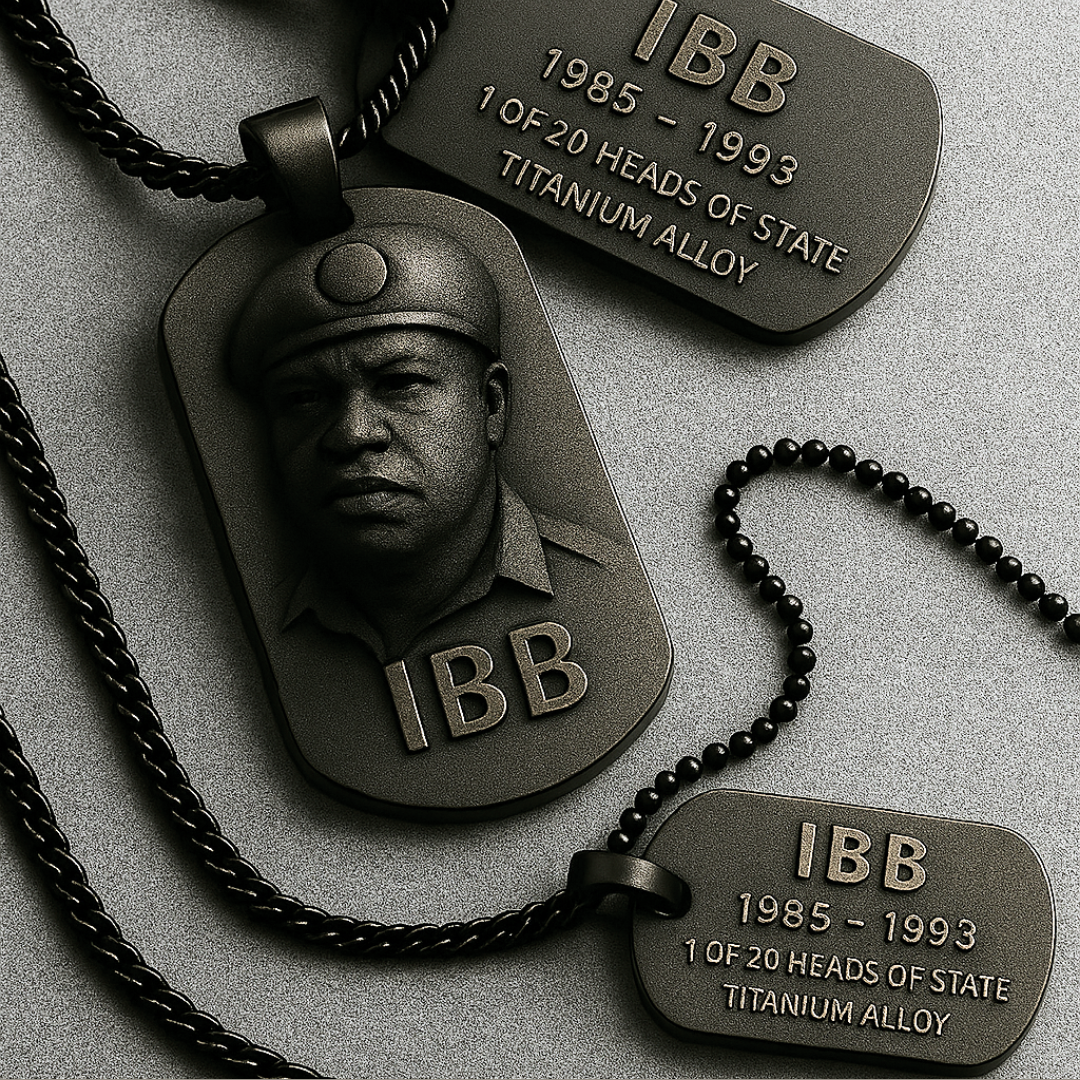 IBB
1985 – 1993
1 OF 20 HEADS OF STATE
TITANIUM ALLOY
IBB
IBB
1985 – 1993
1 OF 20 HEADS OF STATE
TITANIUM ALLOY